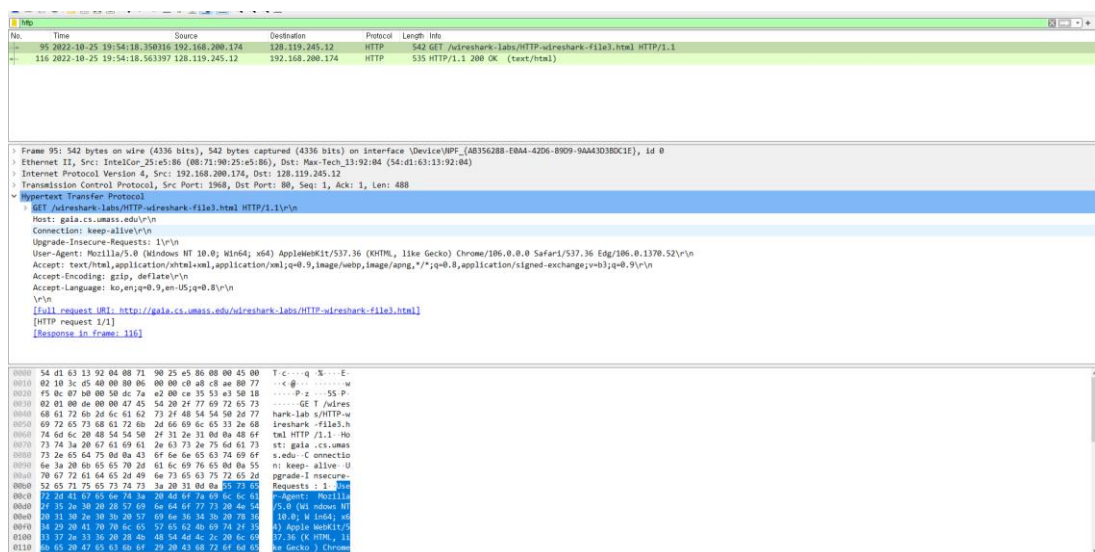 http
No. Time Source Destination Protocol Length Info
95 2022-10-25 19:54:18.350316 192.168.200.174 128.119.245.12 HTTP 542 GET /wireshark-labs/HTTP-wireshark-file3.html HTTP/1.1
116 2022-10-25 19:54:18.563397 128.119.245.12 192.168.200.174 HTTP 535 HTTP/1.1 200 OK (text/html)
> Frame 95: 542 bytes on wire (4336 bits), 542 bytes captured (4336 bits) on interface \Device\NPF_{AB356288-E0A4-42D6-89D9-9AA43D3BDC1E}, id 0
> Ethernet II, Src: IntelCor_25:e5:86 (08:71:90:25:e5:86), Dst: Max-Tech_13:92:04 (54:d1:63:13:92:04)
> Internet Protocol Version 4, Src: 192.168.200.174, Dst: 128.119.245.12
> Transmission Control Protocol, Src Port: 1968, Dst Port: 80, Seq: 1, Ack: 1, Len: 488
Hypertext Transfer Protocol
> GET /wireshark-labs/HTTP-wireshark-file3.html HTTP/1.1\r\n
Host: gaia.cs.umass.edu\r\n
Connection: keep-alive\r\n
Upgrade-Insecure-Requests: 1\r\n
User-Agent: Mozilla/5.0 (Windows NT 10.0; Win64; x64) AppleWebKit/537.36 (KHTML, like Gecko) Chrome/106.0.0.0 Safari/537.36 Edg/106.0.1370.52\r\n
Accept: text/html,application/xhtml+xml,application/xml;q=0.9,image/webp,image/apng,*/*;q=0.8,application/signed-exchange;v=b3;q=0.9\r\n
Accept-Encoding: gzip, deflate\r\n
Accept-Language: ko,en;q=0.9,en-US;q=0.8\r\n
\r\n
[Full request URI: http://gaia.cs.umass.edu/wireshark-labs/HTTP-wireshark-file3.html]
[HTTP request 1/1]
[Response in frame: 116]
0000 54 d1 63 13 92 04 08 71 90 25 e5 86 08 00 45 00 T·c····q ·%····E·
0010 02 10 3c d5 40 00 80 06 00 00 c0 a8 c8 ae 80 77 ··<·@··· ·······w
0020 f5 0c 07 b0 00 50 dc 7a e2 00 ce 35 53 e3 50 18 ·····P·z ···5S·P·
0030 02 01 00 de 00 00 47 45 54 20 2f 77 69 72 65 73 ······GE T /wires
0040 68 61 72 6b 2d 6c 61 62 73 2f 48 54 54 50 2d 77 hark-lab s/HTTP-w
0050 69 72 65 73 68 61 72 6b 2d 66 69 6c 65 33 2e 68 ireshark -file3.h
0060 74 6d 6c 20 48 54 54 50 2f 31 2e 31 0d 0a 48 6f tml HTTP /1.1··Ho
0070 73 74 3a 20 67 61 69 61 2e 63 73 2e 75 6d 61 73 st: gaia .cs.umas
0080 73 2e 65 64 75 0d 0a 43 6f 6e 6e 65 63 74 69 6f s.edu··C onnectio
0090 6e 3a 20 6b 65 65 70 2d 61 6c 69 76 65 0d 0a 55 n: keep- alive··U
00a0 70 67 72 61 64 65 2d 49 6e 73 65 63 75 72 65 2d pgrade-I nsecure-
00b0 52 65 71 75 65 73 74 73 3a 20 31 0d 0a 55 73 65 Requests : 1··Use
00c0 72 2d 41 67 65 6e 74 3a 20 4d 6f 7a 69 6c 6c 61 r-Agent: Mozilla
00d0 2f 35 2e 30 20 28 57 69 6e 64 6f 77 73 20 4e 54 /5.0 (Wi ndows NT
00e0 20 31 30 2e 30 3b 20 57 69 6e 36 34 3b 20 78 36 10.0; W in64; x6
00f0 34 29 20 41 70 70 6c 65 57 65 62 4b 69 74 2f 35 4) Apple WebKit/5
0100 33 37 2e 33 36 20 28 4b 48 54 4d 4c 2c 20 6c 69 37.36 (K HTML, li
0110 6b 65 20 47 65 63 6b 6f 29 20 43 68 72 6f 6d 65 ke Gecko ) Chrome